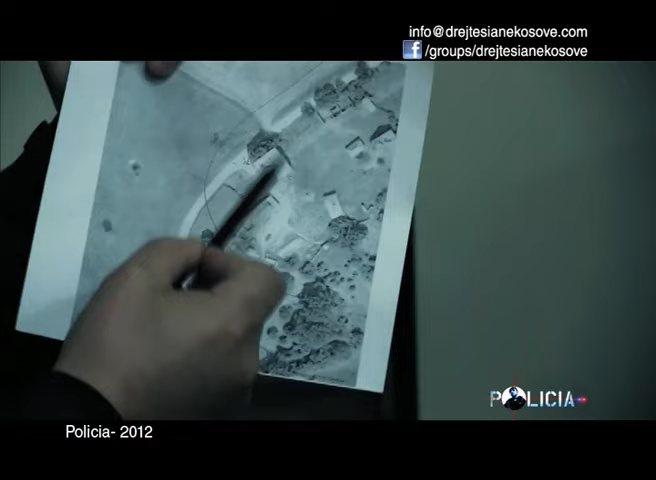 info@drejtesianekosove.com
/groups/drejtesianekosove
POLICIA
Policia- 2012